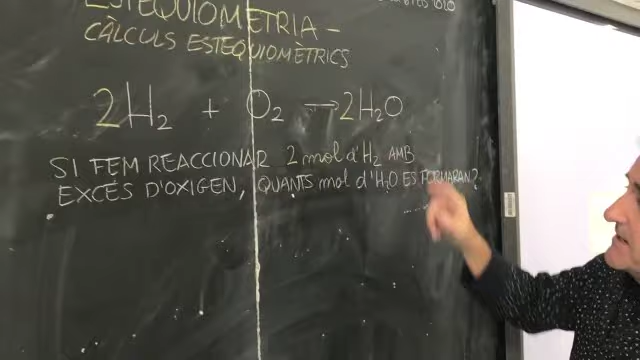 ESTEQUIOMETRIA -
CÀLCULS ESTEQUIOMÈTRICS
2H₂ + O₂ → 2H₂O
SI FEM REACCIONAR 2 mol d'H₂ AMB
EXCÉS D'OXIGEN, QUANTS mol d'H₂O ES FORMARAN?